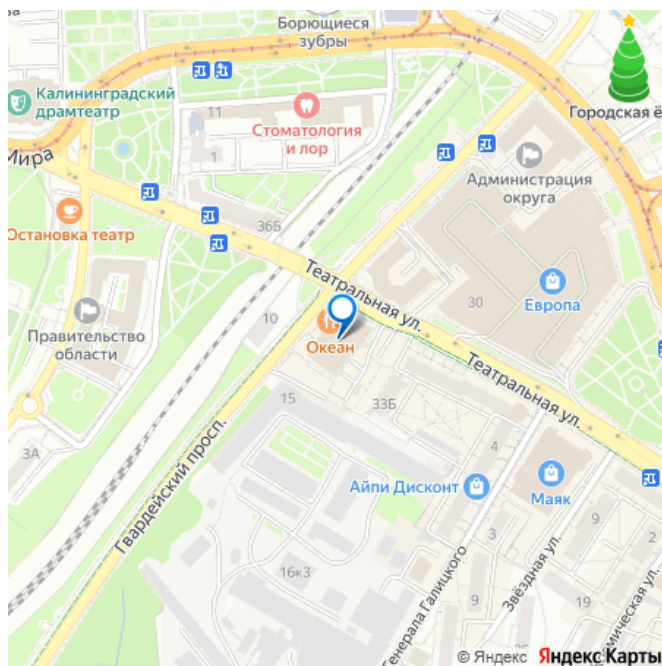 Борющиеся
зубры
Калининградский
драмтеатр
11
Стоматология
и лор
Городская ё
Мира
1
Администрация
округа
36Б
Остановка театр
Театральная ул.
30
Европа
Правительство
области
10
Океан
Театральная ул.
15
33Б
4
3А
Гвардейский просп.
Айпи Дисконт
Маяк
9
3
2
16к3
9
19
Генерала Галицкого
Звёздная ул.
© Яндекс Яндекс Карты